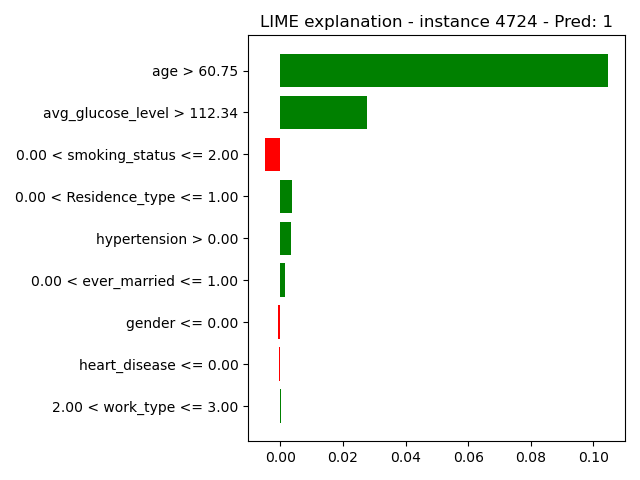 LIME explanation - instance 4724 - Pred: 1
age > 60.75
avg_glucose_level > 112.34
0.00 < smoking_status <= 2.00
0.00 < Residence_type <= 1.00
hypertension > 0.00
0.00 < ever_married <= 1.00
gender <= 0.00
heart_disease <= 0.00
2.00 < work_type <= 3.00
0.00 0.02 0.04 0.06 0.08 0.10